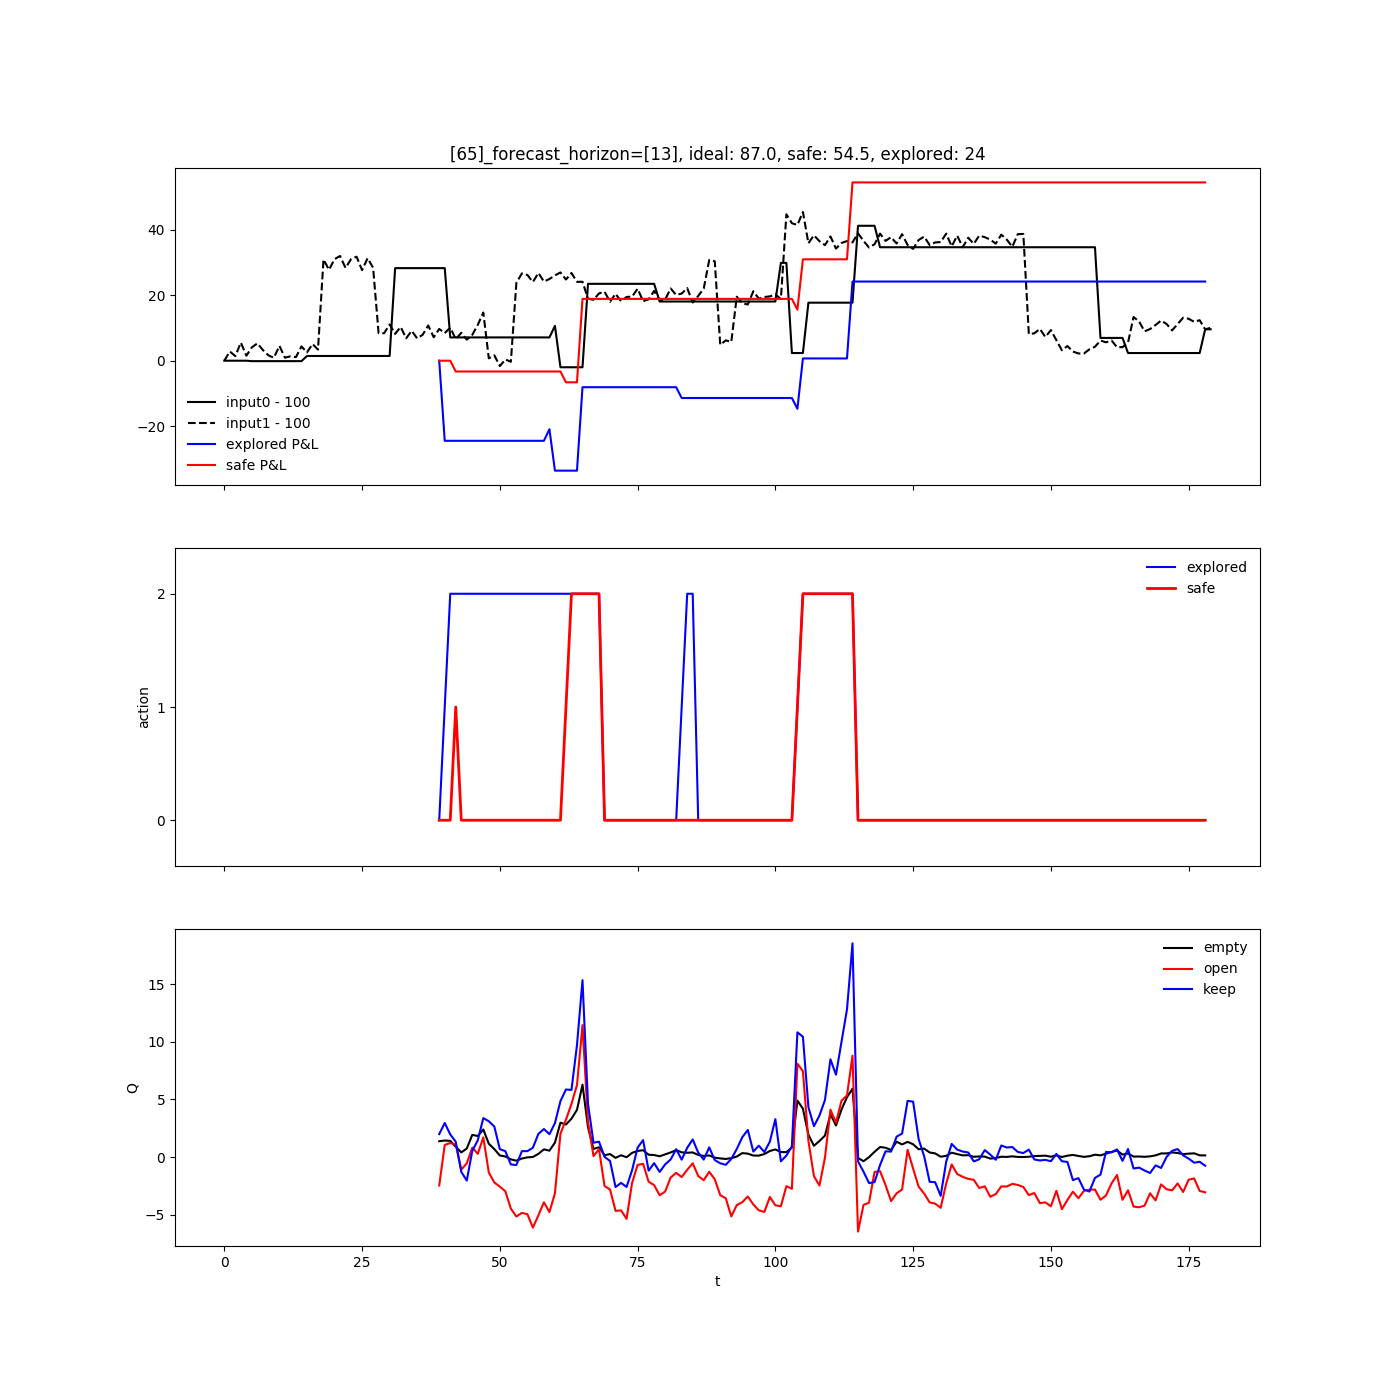 [65]_forecast_horizon=[13], ideal: 87.0, safe: 54.5, explored: 24
40
20
0
−20
input0 - 100
input1 - 100
explored P&L
safe P&L
2
1
0
action
explored
safe
15
10
5
0
−5
Q
empty
open
keep
0 25 50 75 100 125 150 175
t